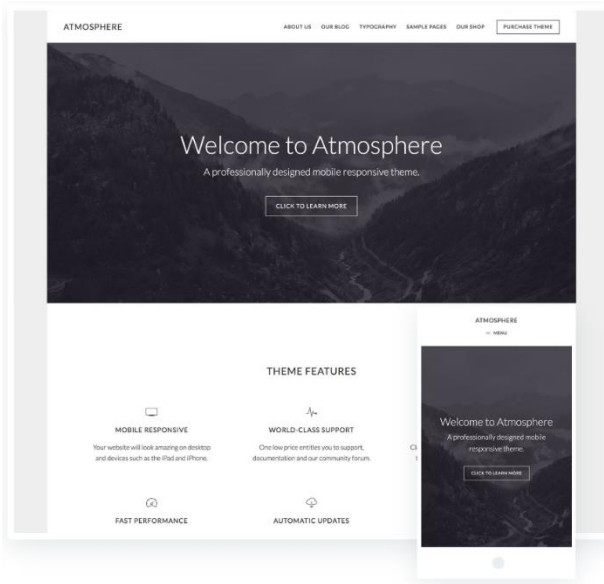 ATMOSPHERE
ABOUT US OUR BLOG TYPOGRAPHY SAMPLE PAGES OUR SHOP PURCHASE THEME
Welcome to Atmosphere
A professionally designed mobile responsive theme.
CLICK TO LEARN MORE
THEME FEATURES
MOBILE RESPONSIVE
Your website will look amazing on desktop
and devices such as the iPad and iPhone.
WORLD-CLASS SUPPORT
One low price entitles you to support,
documentation and our community forum.
FAST PERFORMANCE
AUTOMATIC UPDATES
ATMOSPHERE
MENU
Welcome to Atmosphere
A professionally designed mobile
responsive theme.
CLICK TO LEARN MORE